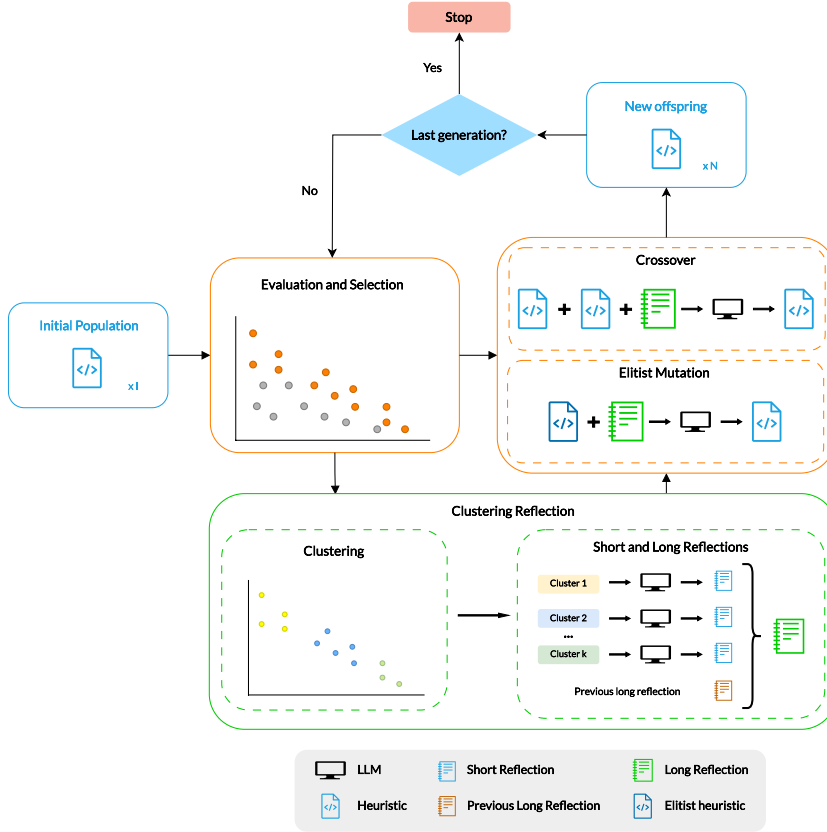 Stop
Yes
Last generation?
New offspring
</>
x N
No
Evaluation and Selection
Initial Population
</>
x I
Crossover
</> + </> + </>
Elitist Mutation
</> + </>
Clustering Reflection
Clustering
Short and Long Reflections
Cluster 1
Cluster 2
...
Cluster k
Previous long reflection
LLM
Short Reflection
Long Reflection
</> Heuristic
Previous Long Reflection
</> Elitist heuristic